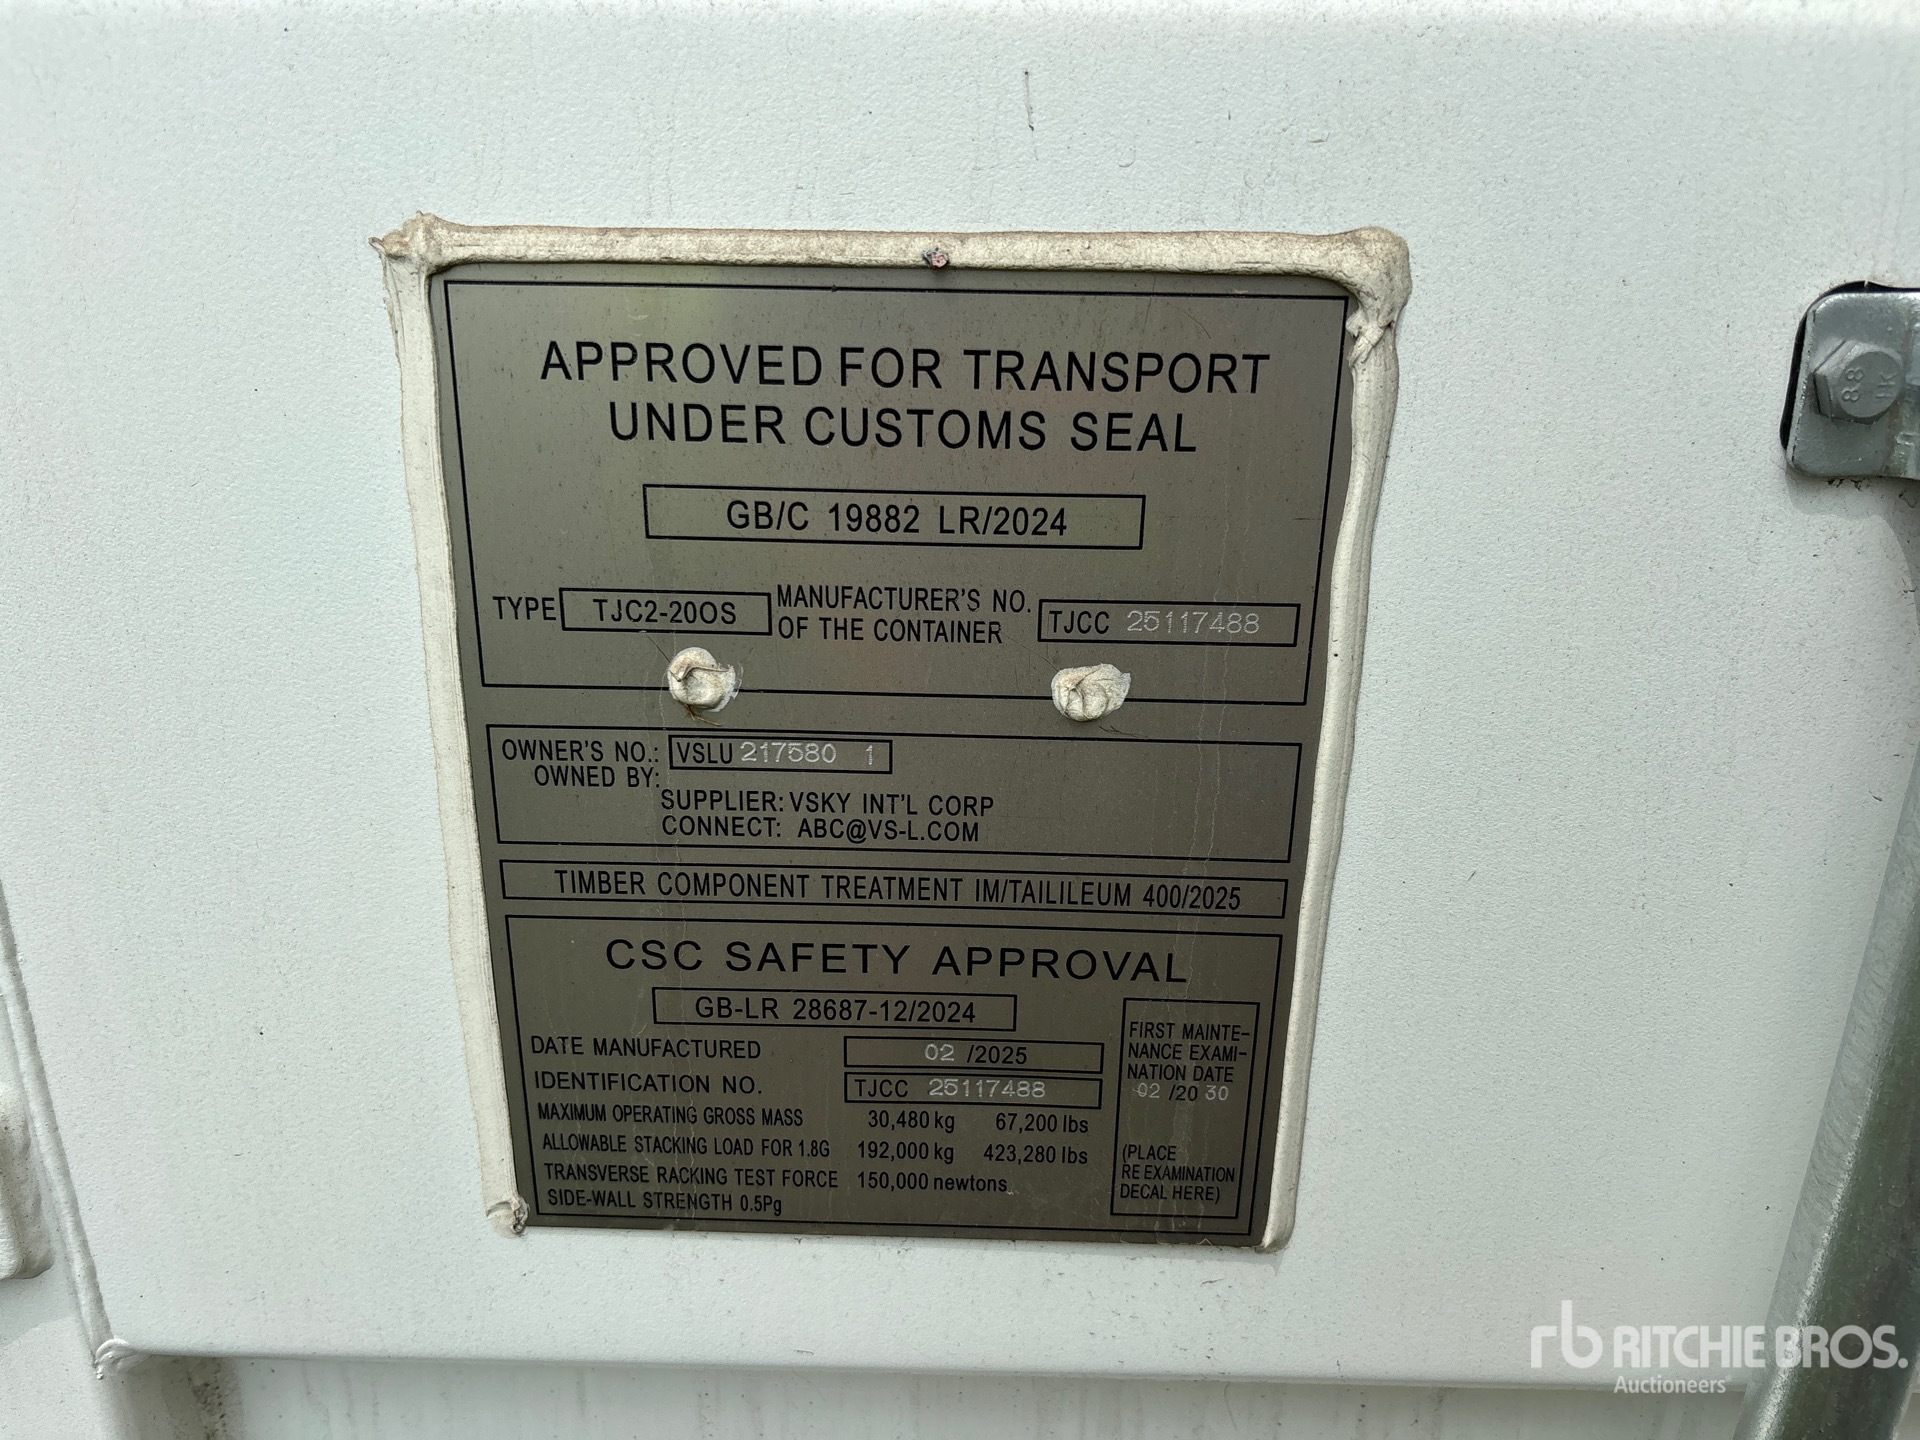 APPROVED FOR TRANSPORT
UNDER CUSTOMS SEAL
GB/C 19882 LR/2024
TYPE TJC2-20OS MANUFACTURER'S NO. OF THE CONTAINER TJCC 25117488
OWNER'S NO.: VSLU 217580 1
OWNED BY:
SUPPLIER: VSKY INT'L CORP
CONNECT: ABC@VS-L.COM
TIMBER COMPONENT TREATMENT IM/TAILILEUM 400/2025
CSC SAFETY APPROVAL
GB-LR 28687-12/2024
DATE MANUFACTURED 02 /2025
IDENTIFICATION NO. TJCC 25117488
MAXIMUM OPERATING GROSS MASS 30,480 kg 67,200 lbs
ALLOWABLE STACKING LOAD FOR 1.8G 192,000 kg 423,280 lbs
TRANSVERSE RACKING TEST FORCE 150,000 newtons
SIDE-WALL STRENGTH 0.5Pg
FIRST MAINTE-
NANCE EXAMI-
NATION DATE
02 /20 30
(PLACE
RE EXAMINATION
DECAL HERE)
88
rb RITCHIE BROS.
Auctioneers